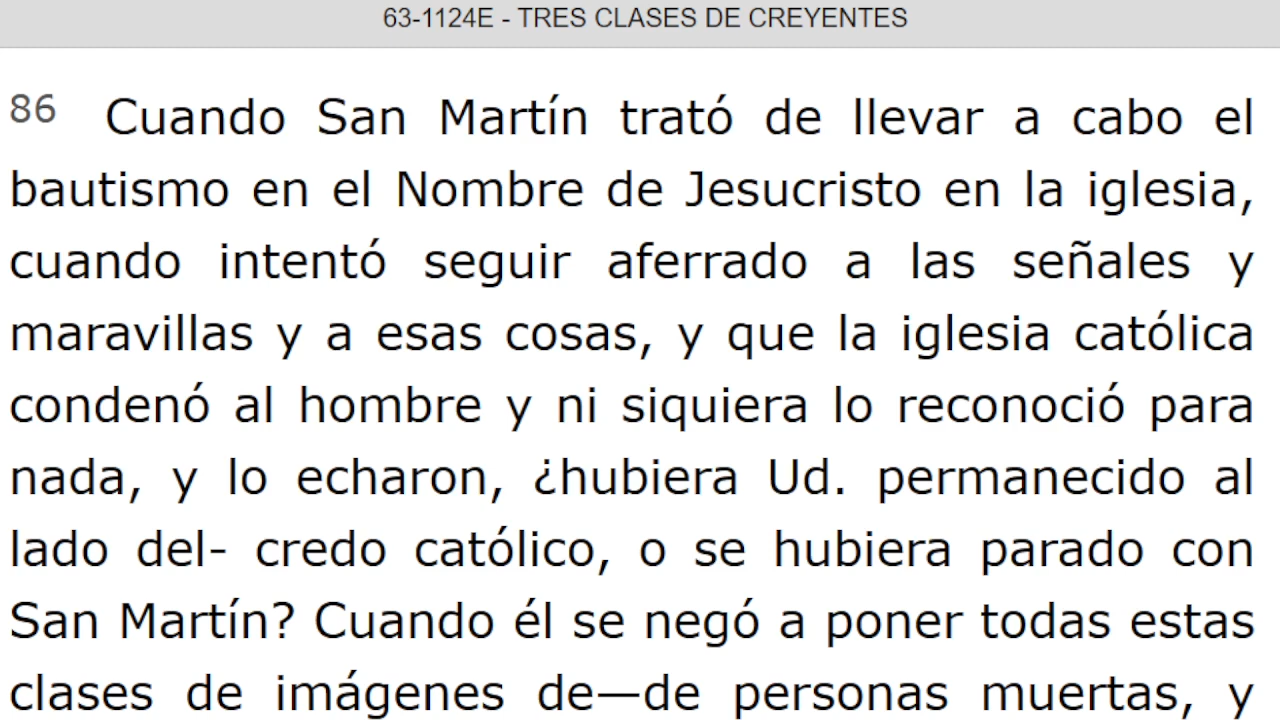 63-1124E - TRES CLASES DE CREYENTES
86 Cuando San Martín trató de llevar a cabo el
bautismo en el Nombre de Jesucristo en la iglesia,
cuando intentó seguir aferrado a las señales y
maravillas y a esas cosas, y que la iglesia católica
condenó al hombre y ni siquiera lo reconoció para
nada, y lo echaron, ¿hubiera Ud. permanecido al
lado del- credo católico, o se hubiera parado con
San Martín? Cuando él se negó a poner todas estas
clases de imágenes de—de personas muertas, y